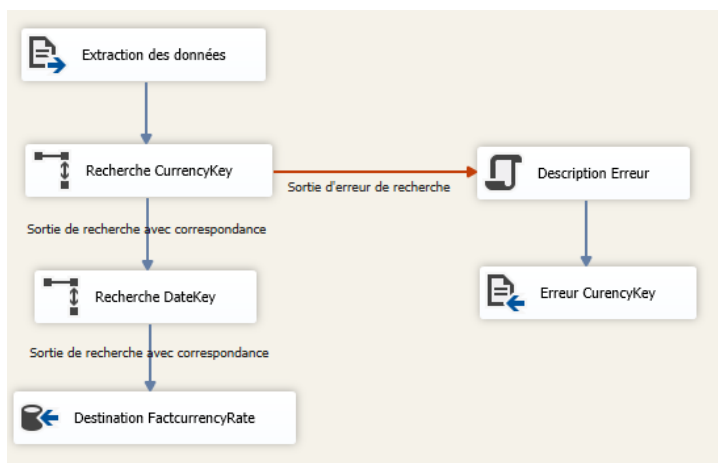 Extraction des données
Recherche CurrencyKey
Sortie d'erreur de recherche
Description Erreur
Sortie de recherche avec correspondance
Recherche DateKey
Erreur CurencyKey
Sortie de recherche avec correspondance
Destination FactcurrencyRate